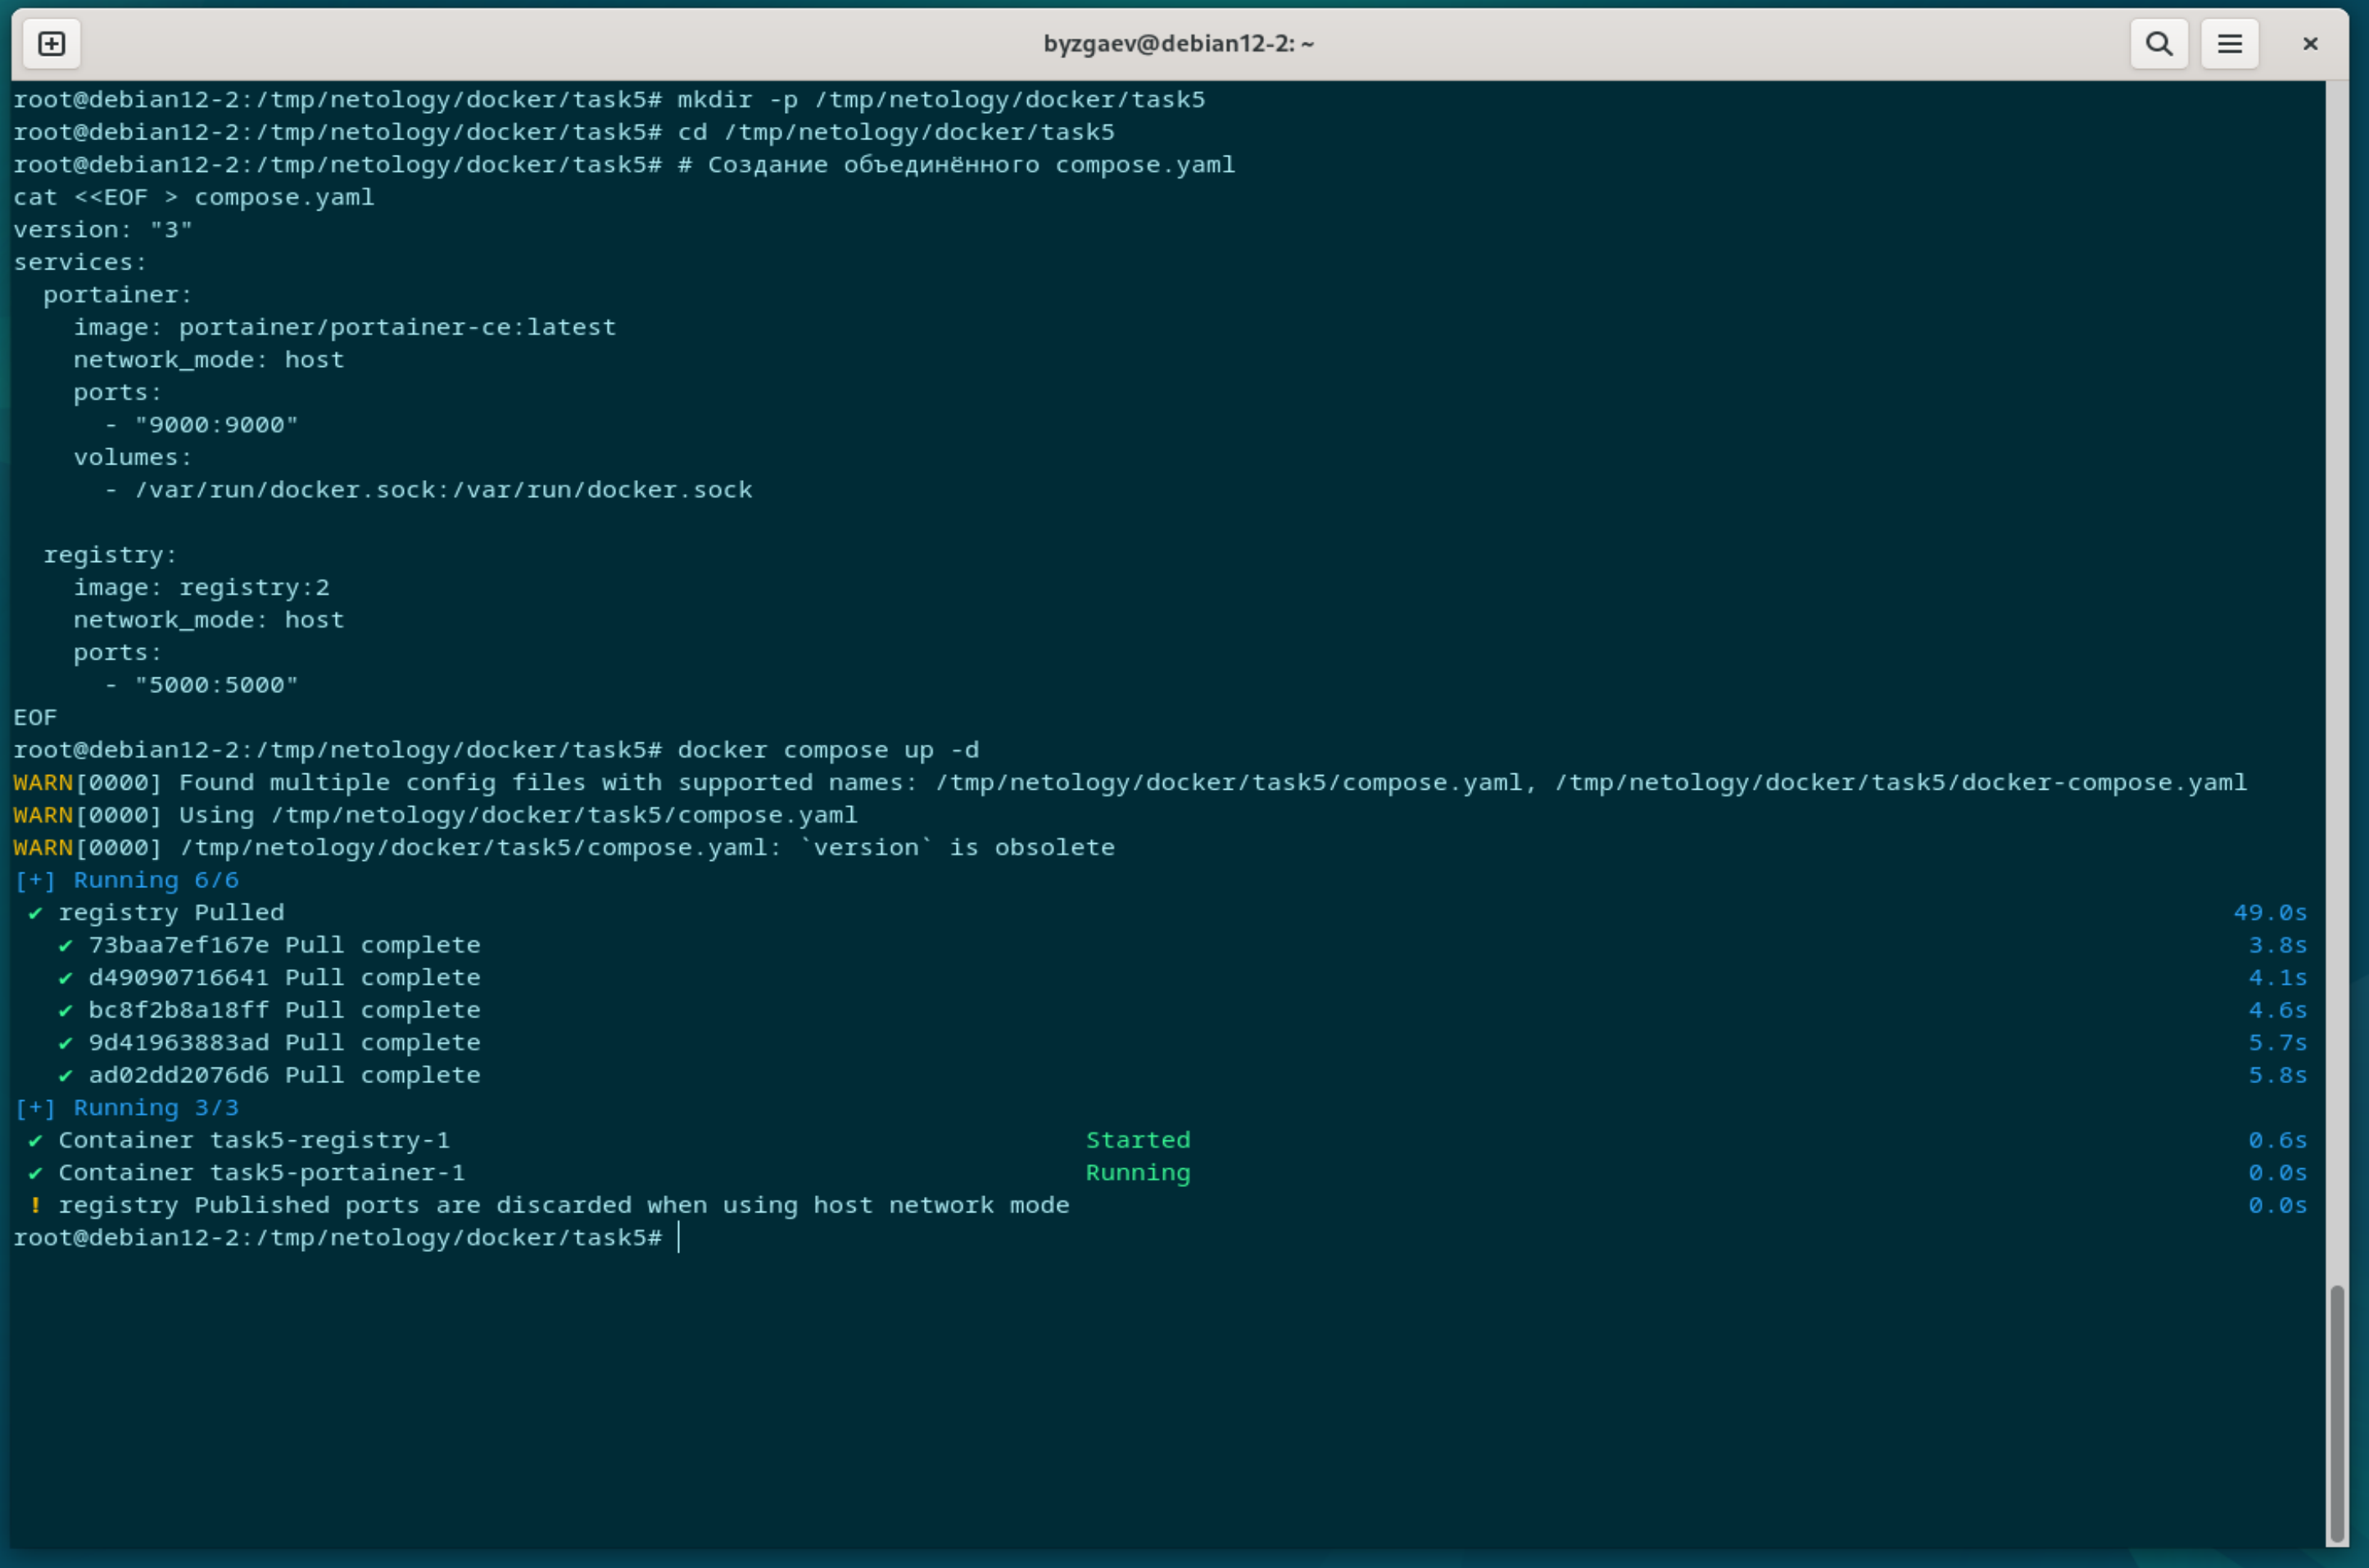 byzgaev@debian12-2: ~
root@debian12-2:/tmp/netology/docker/task5# mkdir -p /tmp/netology/docker/task5
root@debian12-2:/tmp/netology/docker/task5# cd /tmp/netology/docker/task5
root@debian12-2:/tmp/netology/docker/task5# # Создание объединённого compose.yaml
cat <<EOF > compose.yaml
version: "3"
services:
  portainer:
    image: portainer/portainer-ce:latest
    network_mode: host
    ports:
      - "9000:9000"
    volumes:
      - /var/run/docker.sock:/var/run/docker.sock

  registry:
    image: registry:2
    network_mode: host
    ports:
      - "5000:5000"
EOF
root@debian12-2:/tmp/netology/docker/task5# docker compose up -d
WARN[0000] Found multiple config files with supported names: /tmp/netology/docker/task5/compose.yaml, /tmp/netology/docker/task5/docker-compose.yaml
WARN[0000] Using /tmp/netology/docker/task5/compose.yaml
WARN[0000] /tmp/netology/docker/task5/compose.yaml: `version` is obsolete
[+] Running 6/6
 ✔ registry Pulled 49.0s
   ✔ 73baa7ef167e Pull complete 3.8s
   ✔ d49090716641 Pull complete 4.1s
   ✔ bc8f2b8a18ff Pull complete 4.6s
   ✔ 9d41963883ad Pull complete 5.7s
   ✔ ad02dd2076d6 Pull complete 5.8s
[+] Running 3/3
 ✔ Container task5-registry-1 Started 0.6s
 ✔ Container task5-portainer-1 Running 0.0s
 ! registry Published ports are discarded when using host network mode 0.0s
root@debian12-2:/tmp/netology/docker/task5#